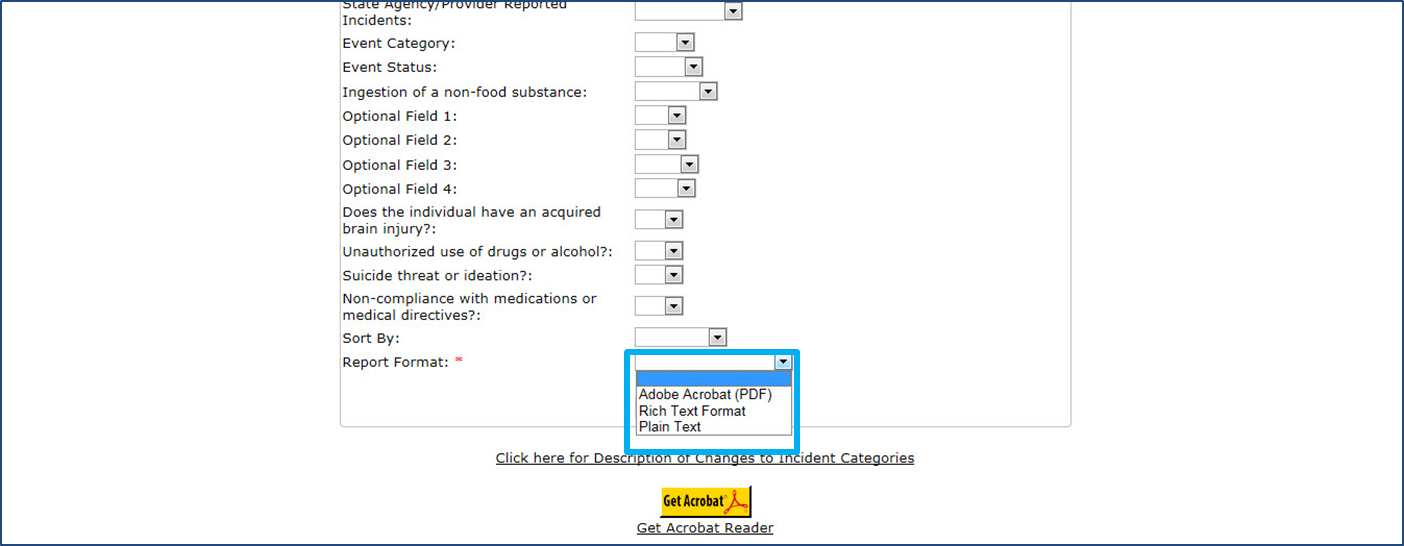 State Agency/Provider Reported
Incidents:
Event Category:
Event Status:
Ingestion of a non-food substance:
Optional Field 1:
Optional Field 2:
Optional Field 3:
Optional Field 4:
Does the individual have an acquired
brain injury?:
Unauthorized use of drugs or alcohol?:
Suicide threat or ideation?:
Non-compliance with medications or
medical directives?:
Sort By:
Report Format: *
Adobe Acrobat (PDF)
Rich Text Format
Plain Text
Click here for Description of Changes to Incident Categories
Get Acrobat
Get Acrobat Reader